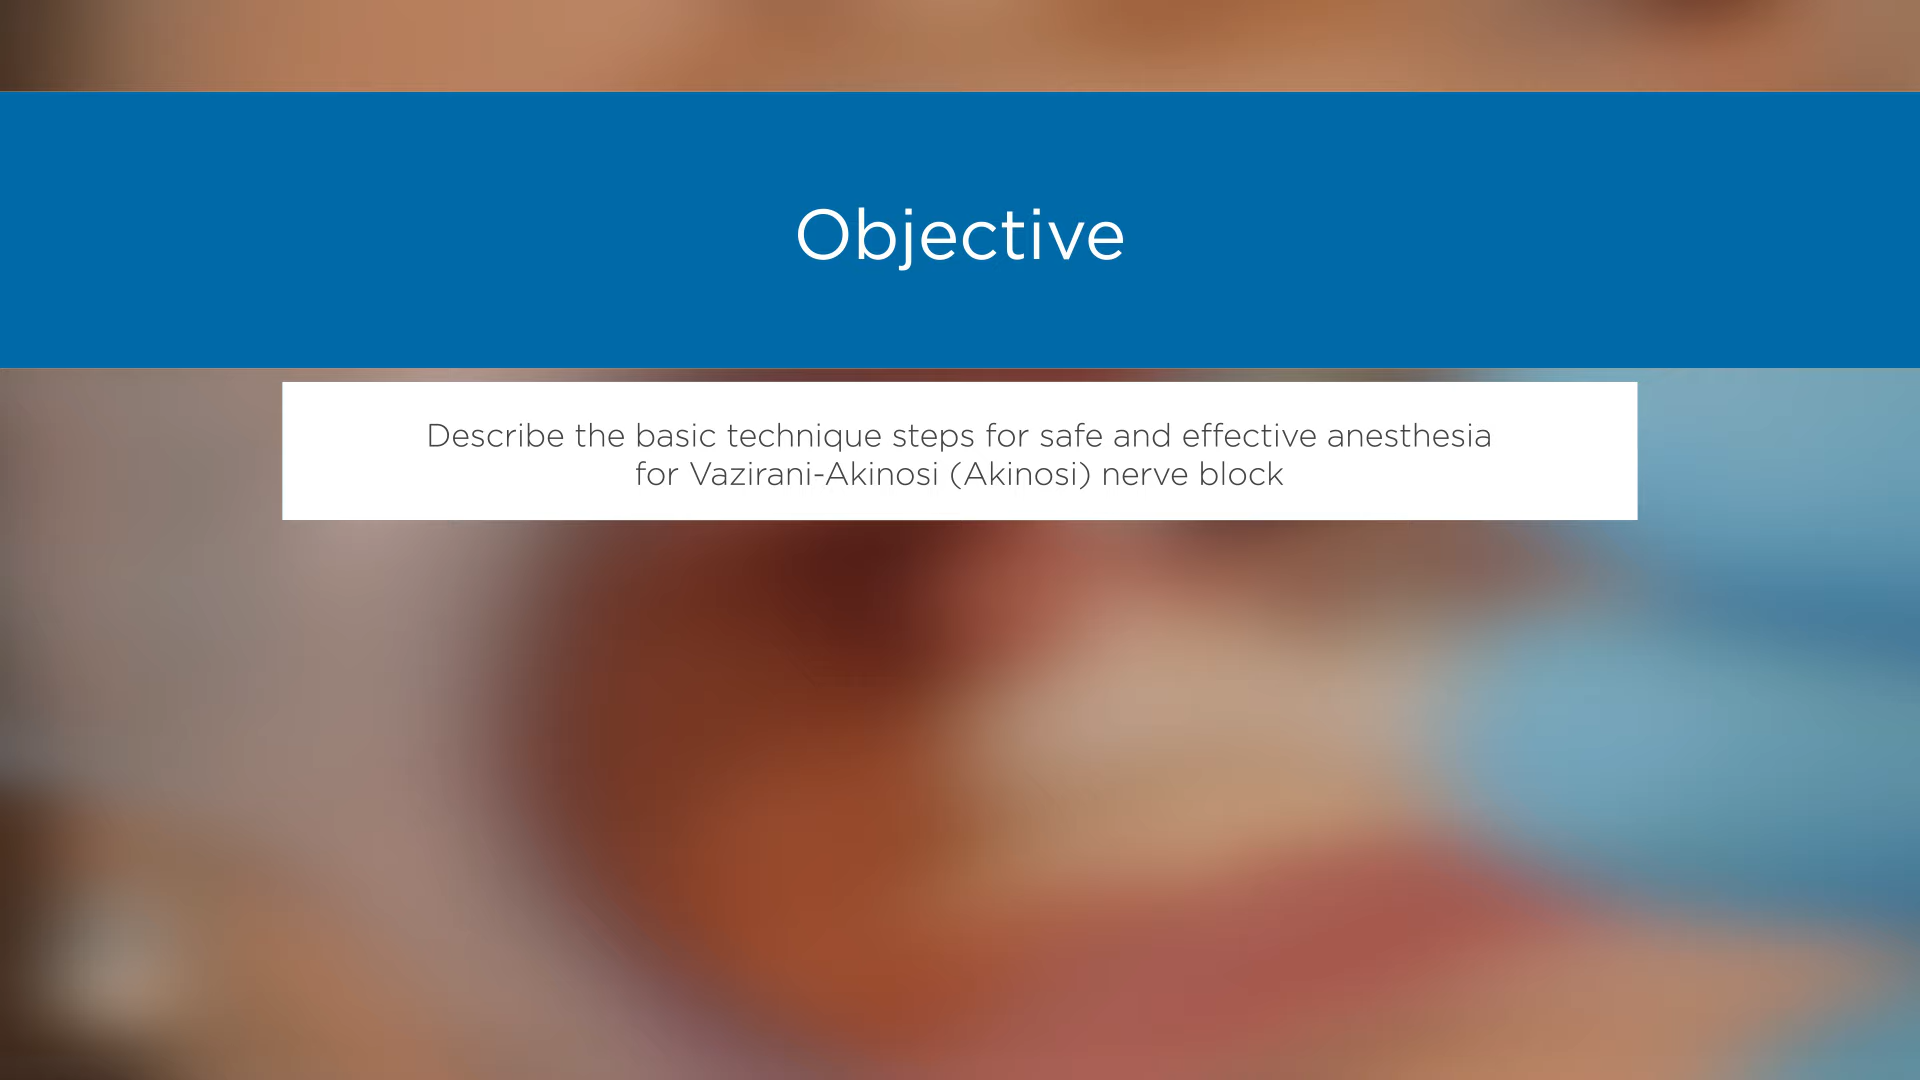 Objective
Describe the basic technique steps for safe and effective anesthesia
for Vazirani-Akinosi (Akinosi) nerve block